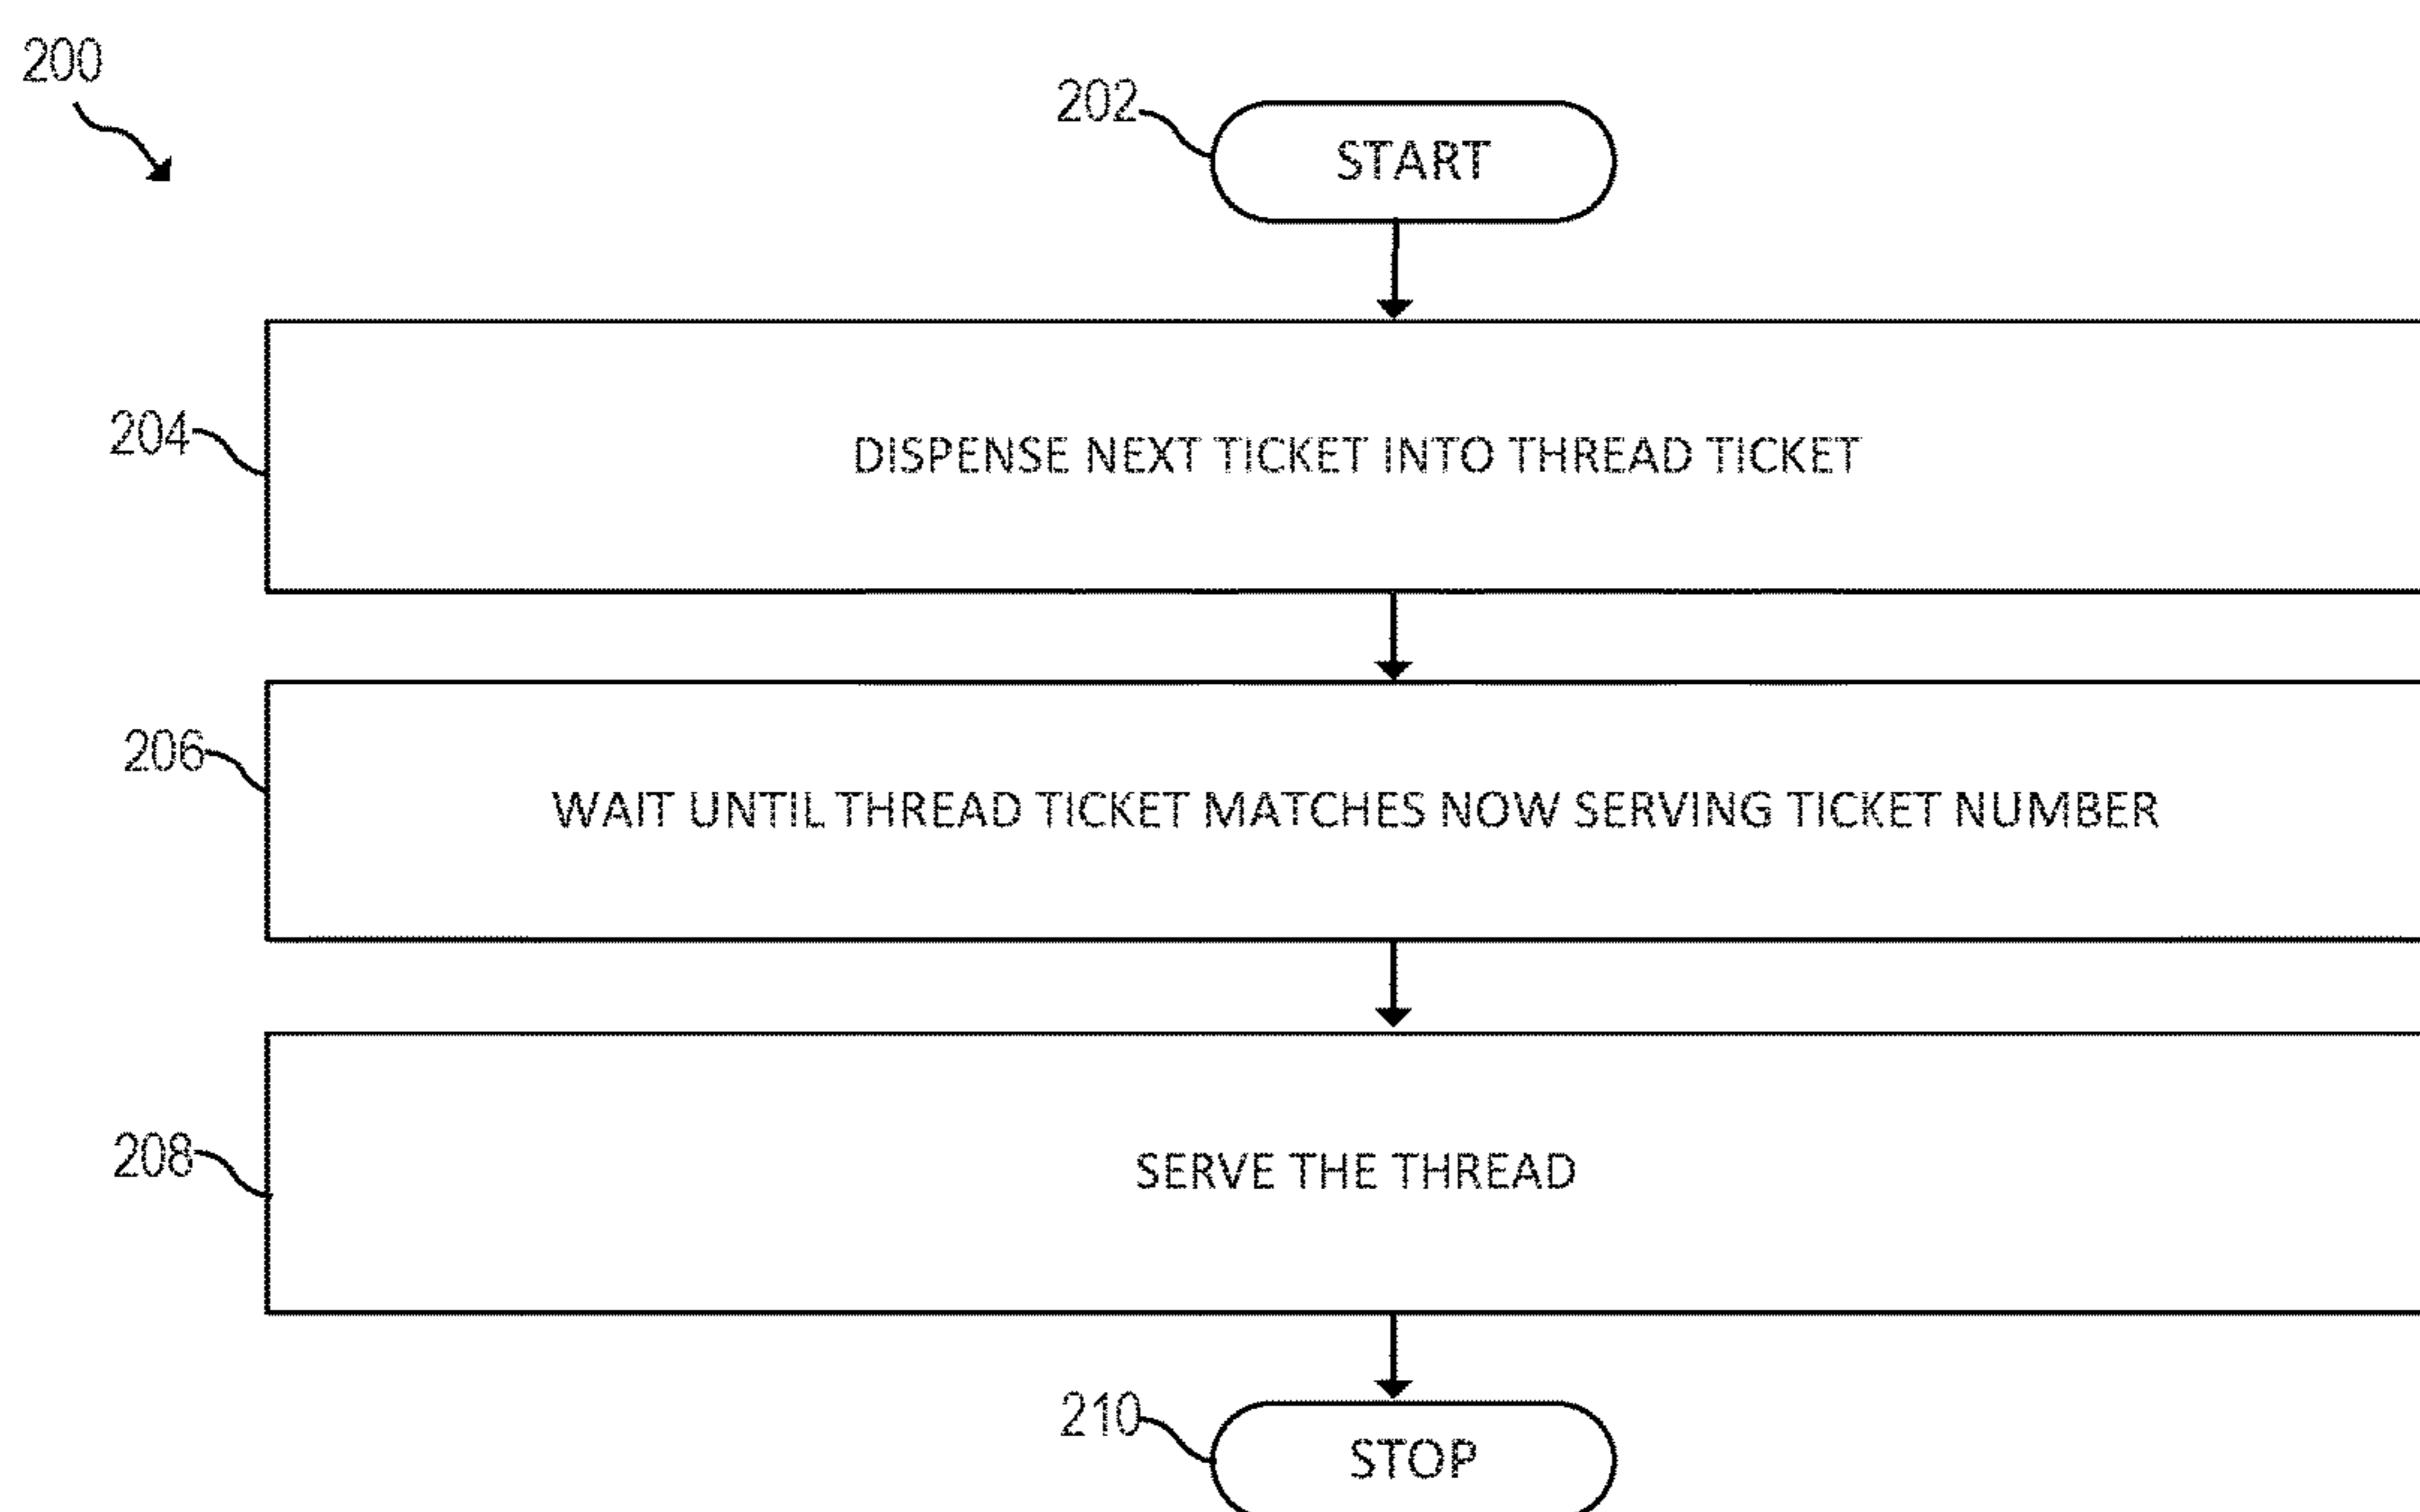 200
202
START
204
DISPENSE NEXT TICKET INTO THREAD TICKET
206
WAIT UNTIL THREAD TICKET MATCHES NOW SERVING TICKET NUMBER
208
SERVE THE THREAD
210
STOP